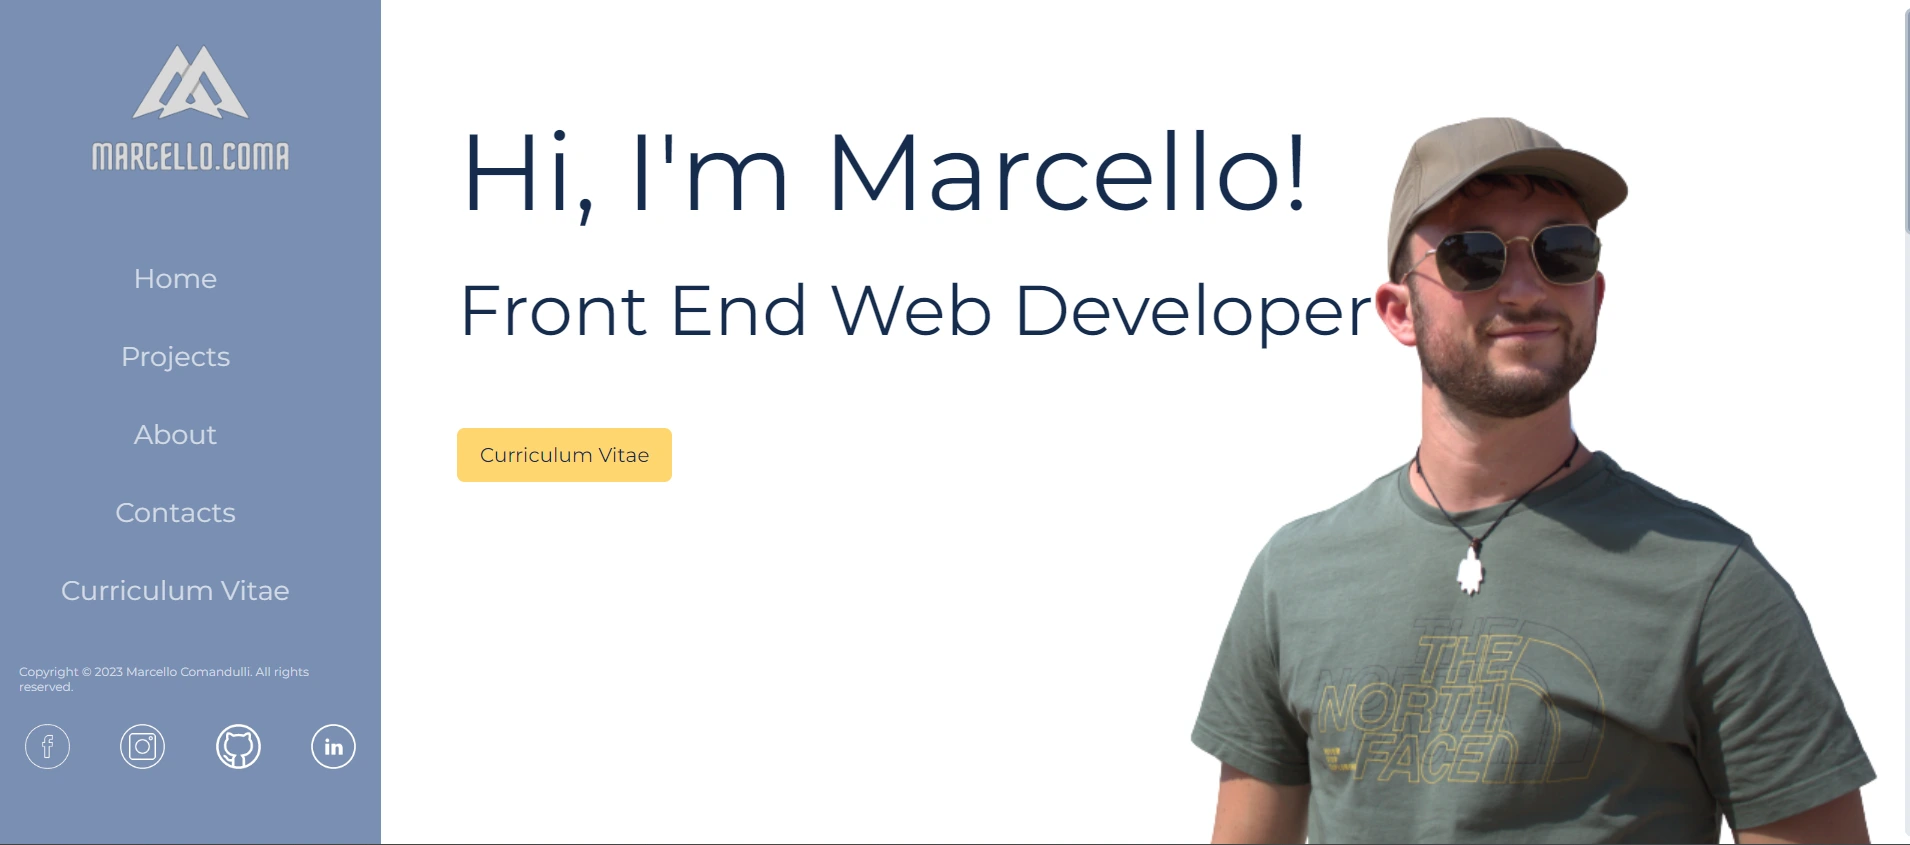 MARCELLO.COMA
Home
Projects
About
Contacts
Curriculum Vitae
Copyright © 2023 Marcello Comandulli. All rights
reserved.
in
Hi, I'm Marcello!
Front End Web Developer
Curriculum Vitae
THE
NORTH
FACE